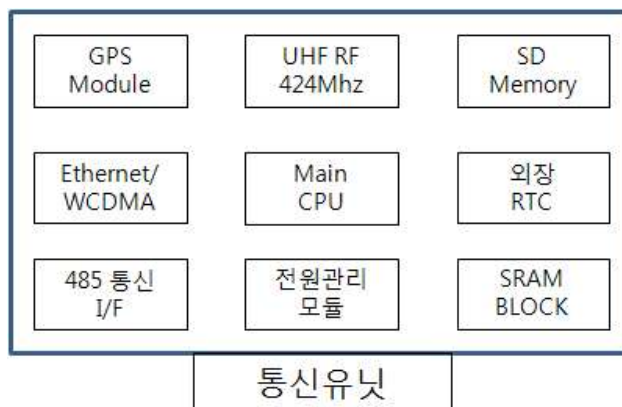 GPS
Module
UHF RF
424Mhz
SD
Memory
Ethernet/
WCDMA
Main
CPU
외장
RTC
485 통신
I/F
전원관리
모듈
SRAM
BLOCK
통신유닛